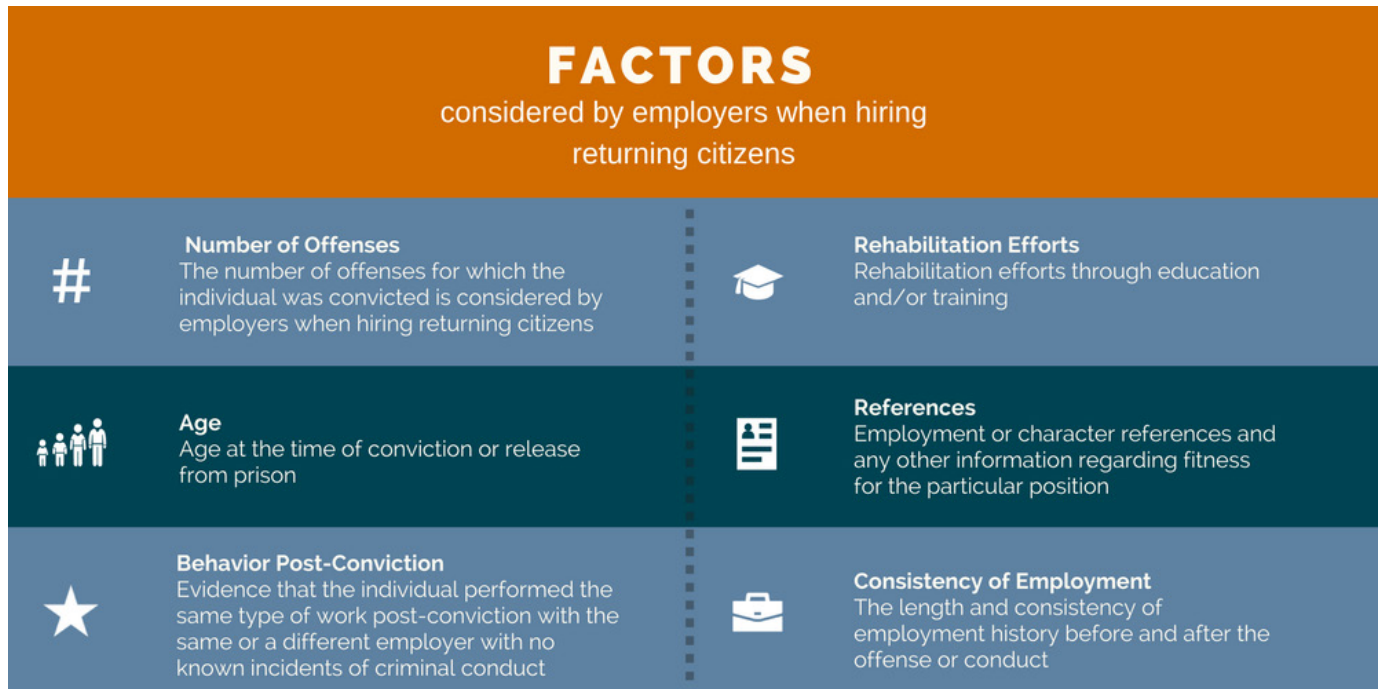 FACTORS
considered by employers when hiring
returning citizens
#
Number of Offenses
The number of offenses for which the
individual was convicted is considered by
employers when hiring returning citizens
Age
Age at the time of conviction or release
from prison
Behavior Post-Conviction
Evidence that the individual performed the
same type of work post-conviction with the
same or a different employer with no
known incidents of criminal conduct
Rehabilitation Efforts
Rehabilitation efforts through education
and/or training
References
Employment or character references and
any other information regarding fitness
for the particular position
Consistency of Employment
The length and consistency of
employment history before and after the
offense or conduct